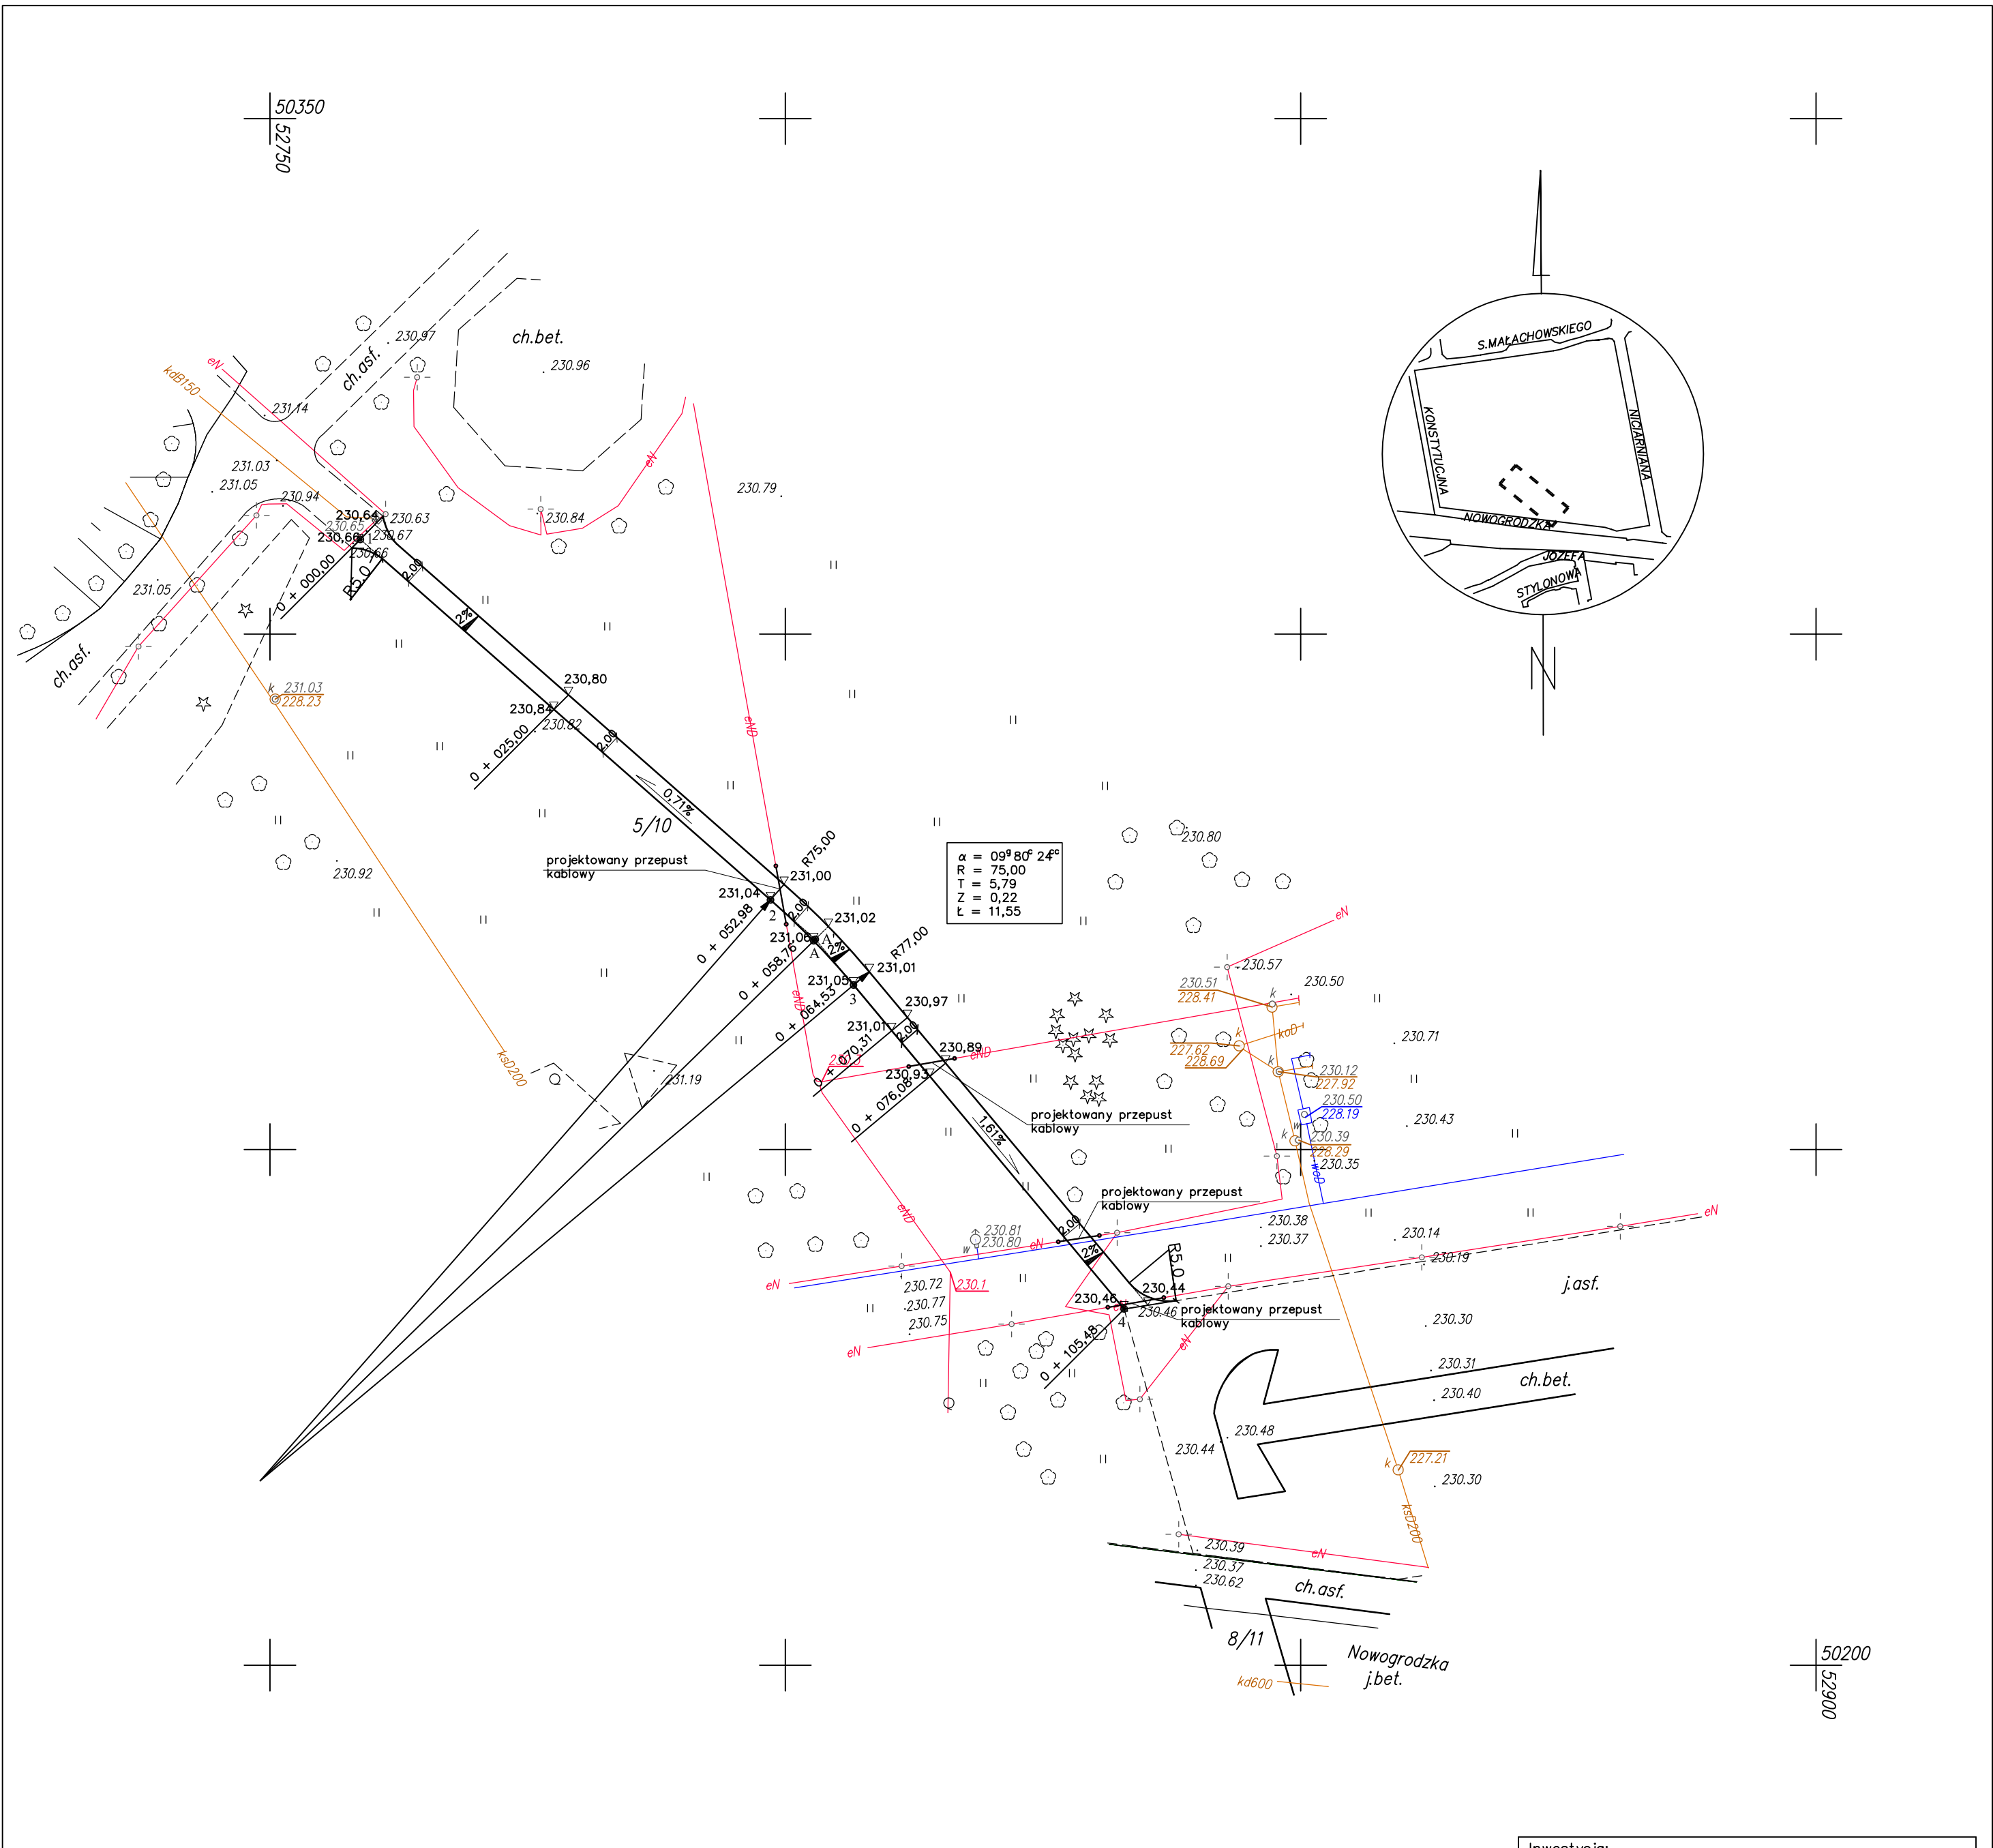 50350
52750
S.MAŁACHOWSKIEGO
KONSTYTUCJNA
NICIARNIANA
NOWOGRODZKA
JÓZEFA
STYLONOWA
N
ch.bet.
230.96
230.97
ch.asf.
eN
kdB150
231.14
231.03
231.05
230.94
230,64
230.63
230.65
230.67
230,66
1
230.66
R5.0
0 + 000,00
2,00
2%
231.05
ch.asf.
k
231.03
228.23
230.79
230.84
eN
230,80
230,84
230.82
0 + 025,00
2,00
eND
0,71%
5/10
projektowany przepust
kablowy
R75,00
231,00
231,04
2
2,00
231,02
231,06
A
A'
2%
R77,00
0 + 052,98
0 + 058,76
0 + 064,53
231,05
3
231,01
α = 09g 80c 24cc
R = 75,00
T = 5,79
Z = 0,22
Ł = 11,55
230.80
230.92
eN
230.57
230.51
228.41
k
230.50
koD
k
227.62
228.69
k
230.12
227.92
230.71
230.50
228.19
w
k
230.39
228.29
230.43
230.35
woD
eND
230,97
231,01
2,00
0 + 070,31
230,89
eND
230,93
0 + 076,08
ksD200
231.19
projektowany przepust
kablowy
1,61%
projektowany przepust
kablowy
2,00
eND
230.81
230.80
w
eN
eN
2%
R5.0
230.38
230.37
230.14
230.19
eN
j.asf.
230.72
230.77
230.75
230.1
230,44
230,46
230.46
4
projektowany przepust
kablowy
eN
eN
0 + 105,48
230.30
230.31
230.40
ch.bet.
230.48
230.44
k
227.21
230.30
ksD200
230.39
230.37
230.62
eN
ch.asf.
8/11
Nowogrodzka
j.bet.
kd600
50200
52900
Inwestycja: